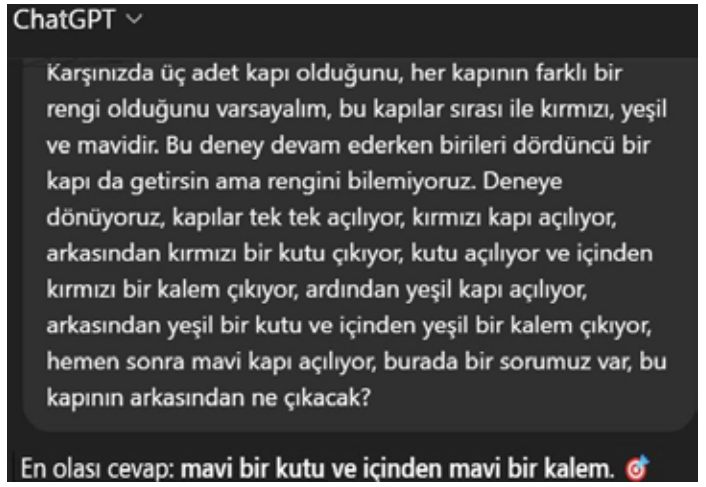 ChatGPT
Karşınızda üç adet kapı olduğunu, her kapının farklı bir
rengi olduğunu varsayalım, bu kapılar sırası ile kırmızı, yeşil
ve mavidir. Bu deney devam ederken birileri dördüncü bir
kapı da getirsin ama rengini bilemiyoruz. Deneye
dönüyoruz, kapılar tek tek açılıyor, kırmızı kapı açılıyor,
arkasından kırmızı bir kutu çıkıyor, kutu açılıyor ve içinden
kırmızı bir kalem çıkıyor, ardından yeşil kapı açılıyor,
arkasından yeşil bir kutu ve içinden yeşil bir kalem çıkıyor,
hemen sonra mavi kapı açılıyor, burada bir sorumuz var, bu
kapının arkasından ne çıkacak?
En olası cevap: mavi bir kutu ve içinden mavi bir kalem. 🎯